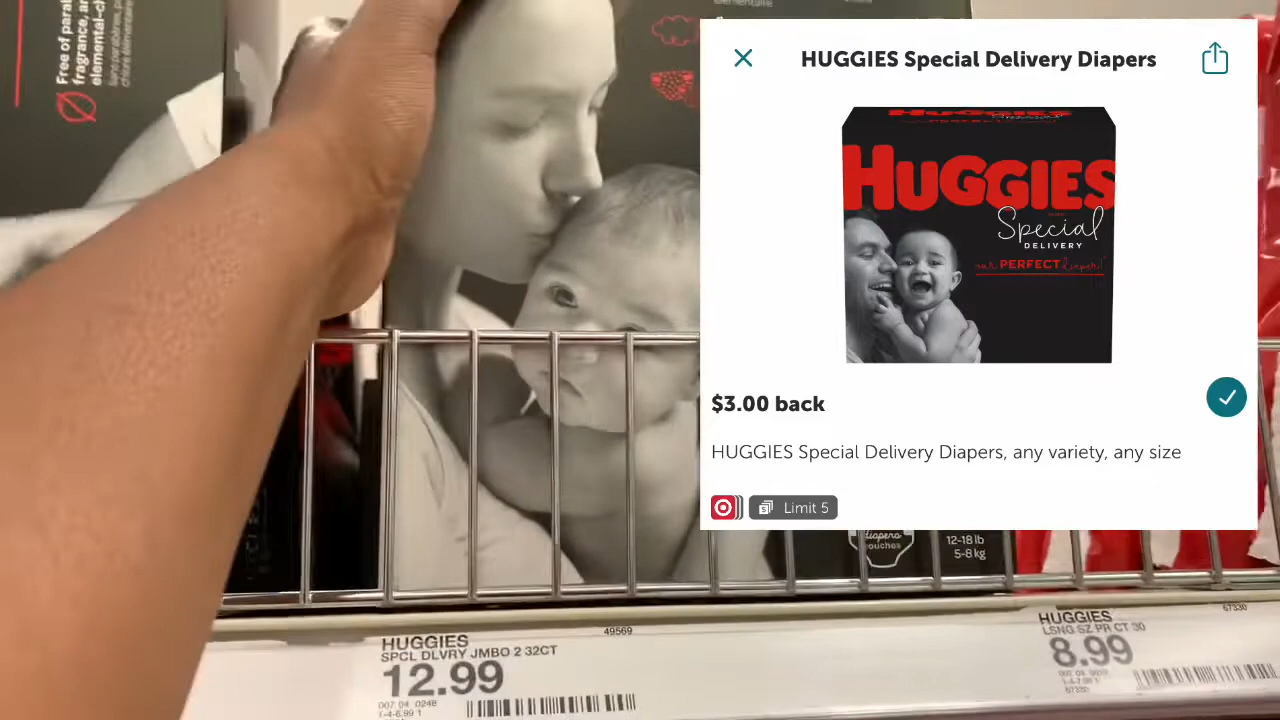 Free of
fragrance,
HUGGIES Special Delivery Diapers
HUGGIES
Special
DELIVERY
PERFECT
$3.00 back
HUGGIES Special Delivery Diapers, any variety, any size
Limit 5
12-18 lb
5-8 kg
HUGGIES
49569
SPCL DLVRY JMBO 2 32CT
12.99
HUGGIES
67330
LSNG SZ PR CT 30
8.99